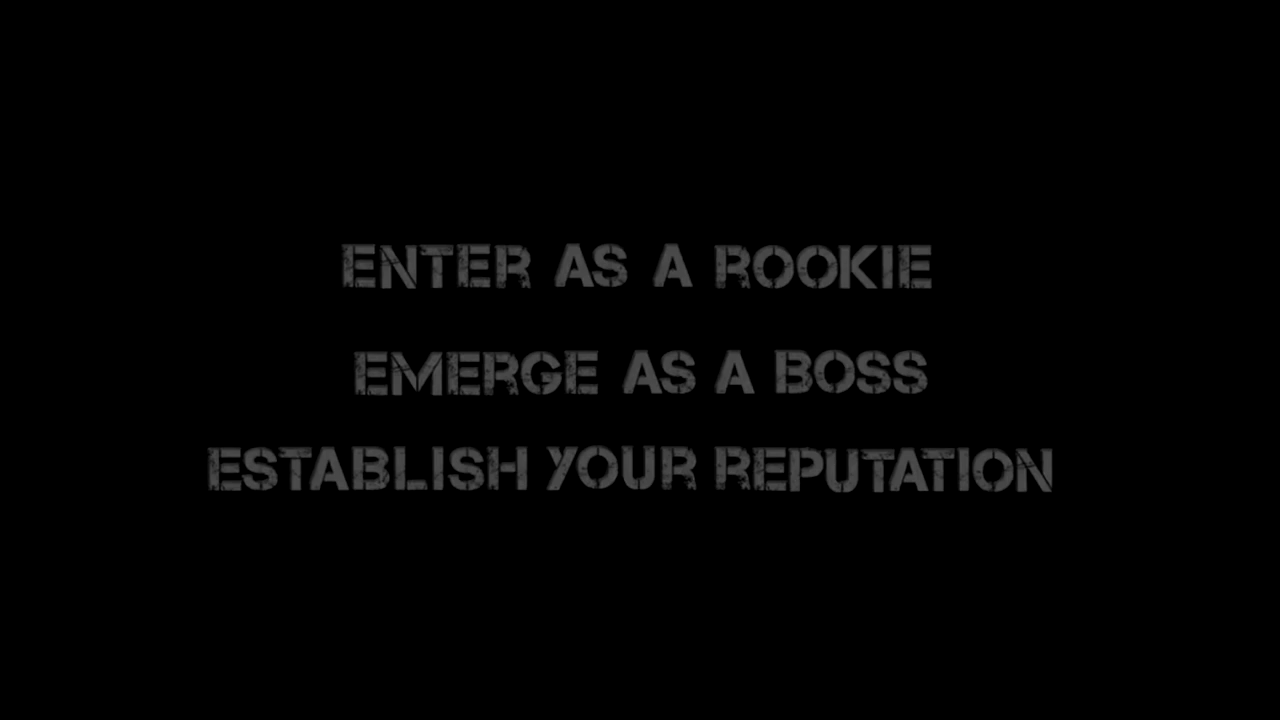 ENTER AS A ROOKIE
EMERGE AS A BOSS
ESTABLISH YOUR REPUTATION